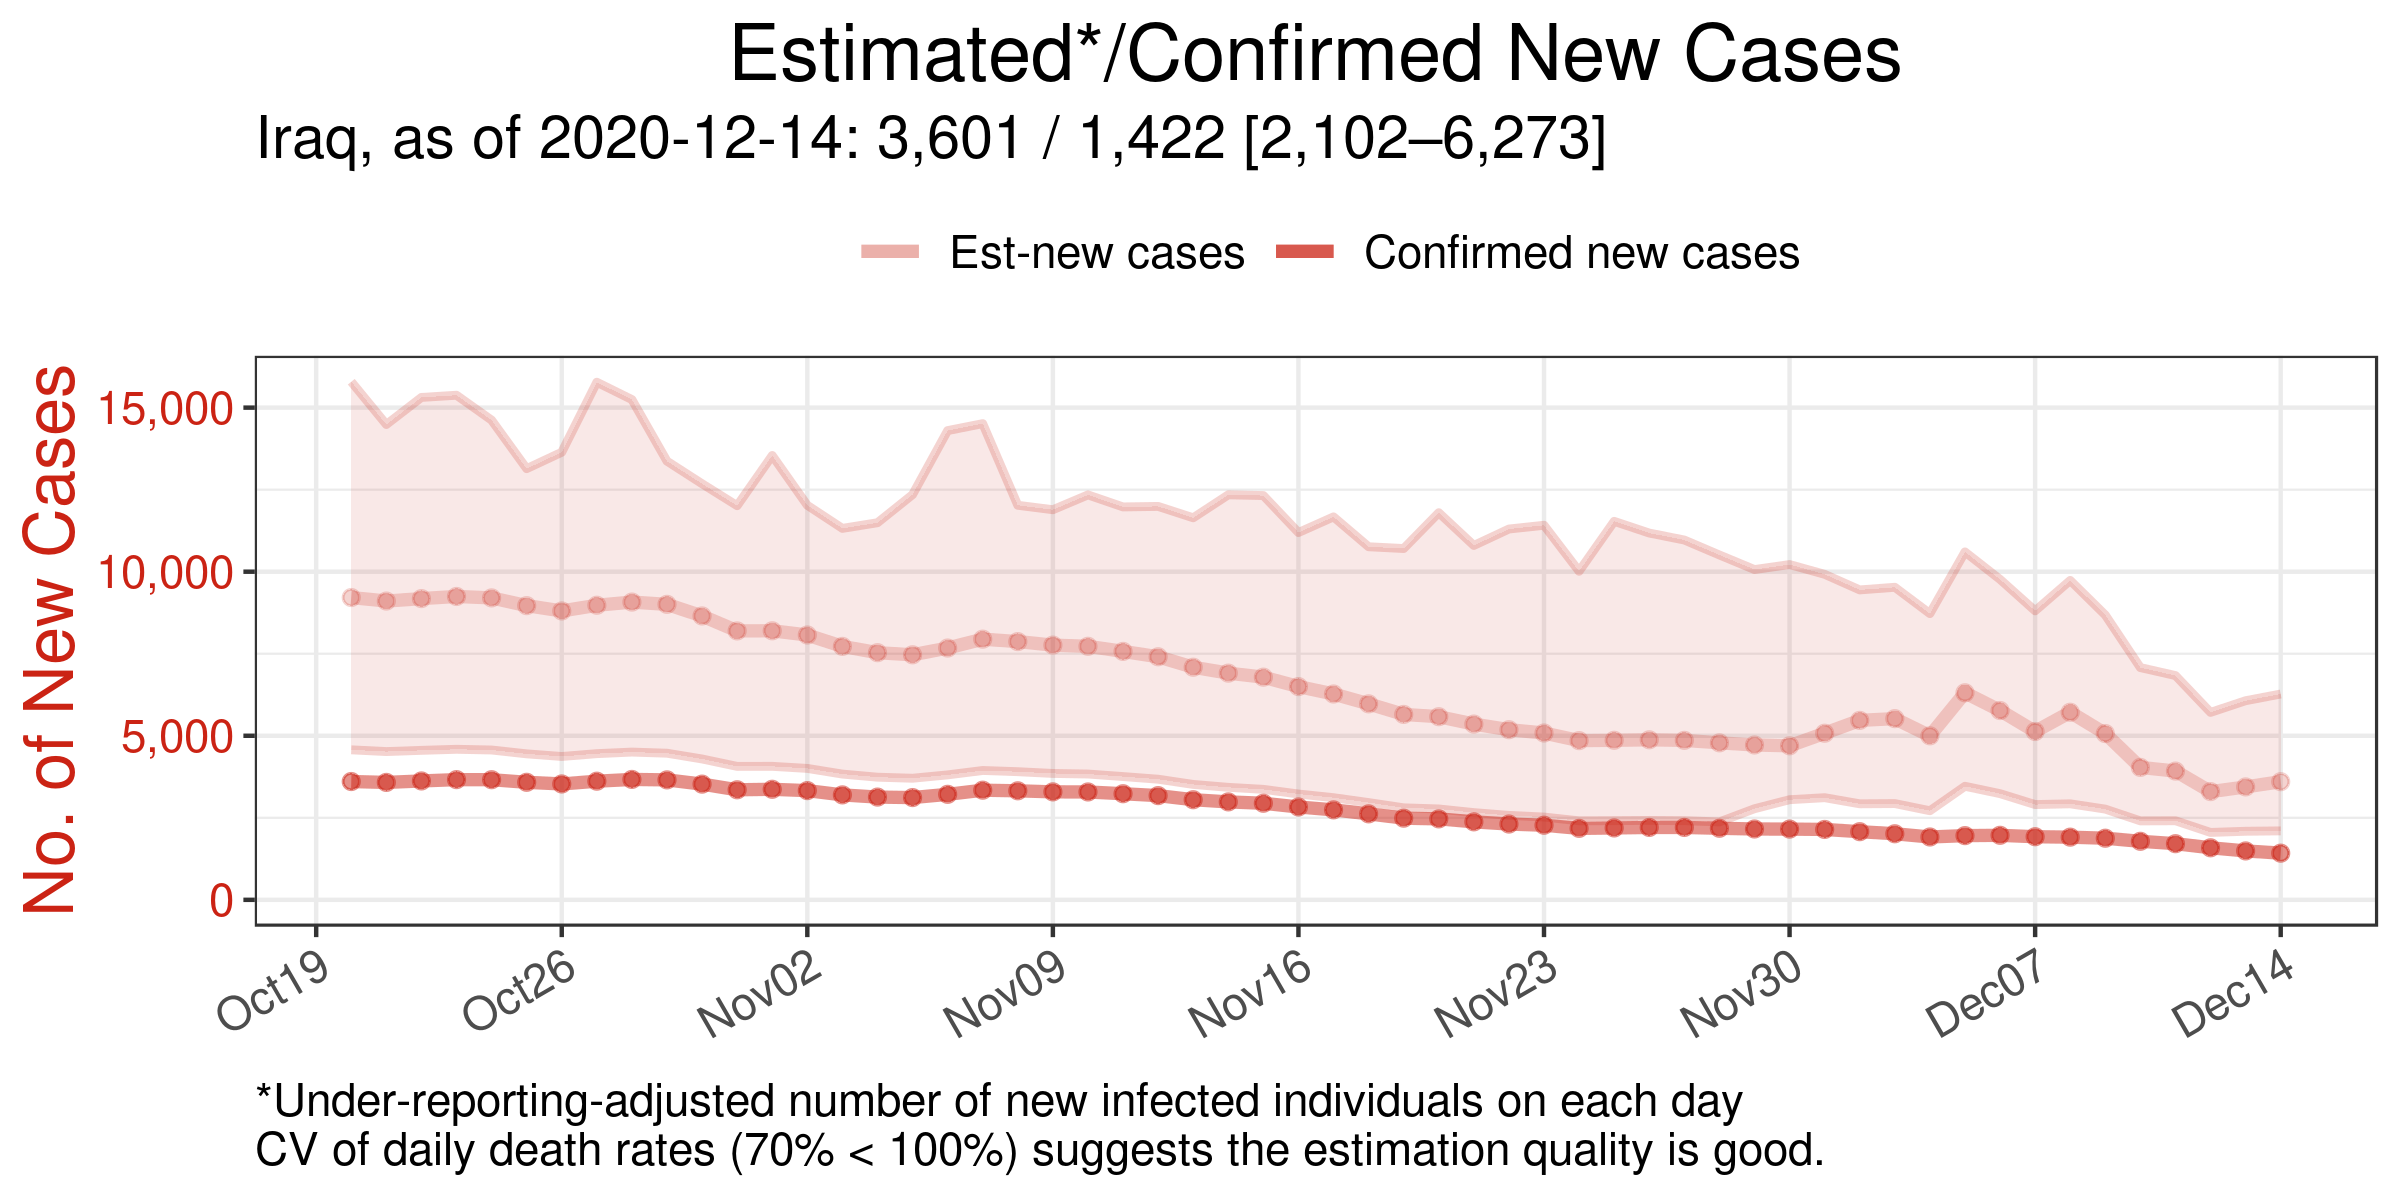 Estimated*/Confirmed New Cases
Iraq, as of 2020-12-14: 3,601 / 1,422 [2,102–6,273]
Est-new cases
Confirmed new cases
No. of New Cases
15,000
10,000
5,000
0
Oct19
Oct26
Nov02
Nov09
Nov16
Nov23
Nov30
Dec07
Dec14
*Under-reporting-adjusted number of new infected individuals on each day
CV of daily death rates (70% < 100%) suggests the estimation quality is good.